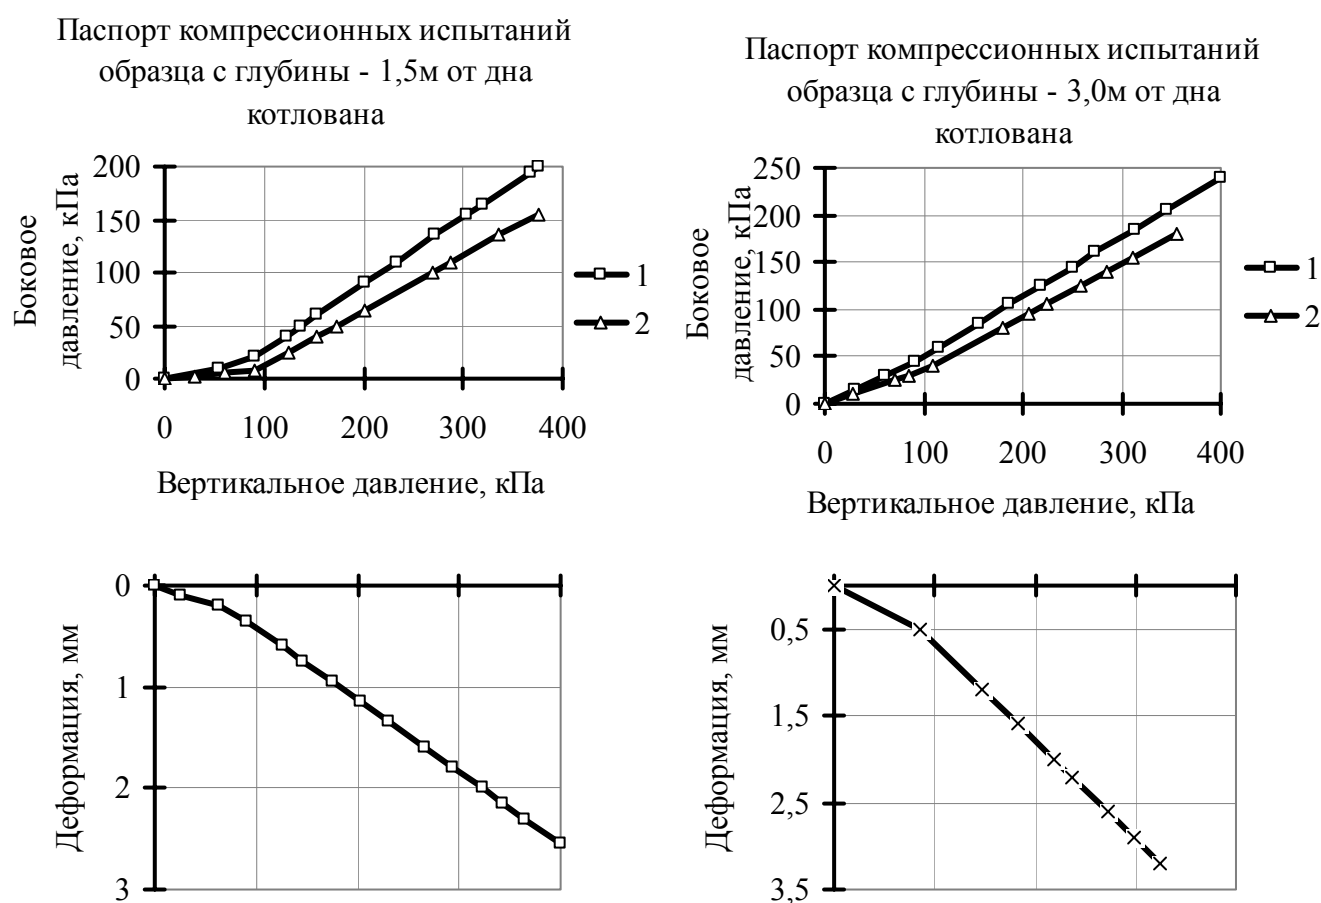 Паспорт компрессионных испытаний
образца с глубины - 1,5м от дна
котлована
200
150
100
50
0
0 100 200 300 400
Боковое
давление, кПа
Вертикальное давление, кПа
1
2
Паспорт компрессионных испытаний
образца с глубины - 3,0м от дна
котлована
250
200
150
100
50
0
0 100 200 300 400
Боковое
давление, кПа
Вертикальное давление, кПа
1
2
0
1
2
3
Деформация, мм
0,5
1,5
2,5
3,5
Деформация, мм